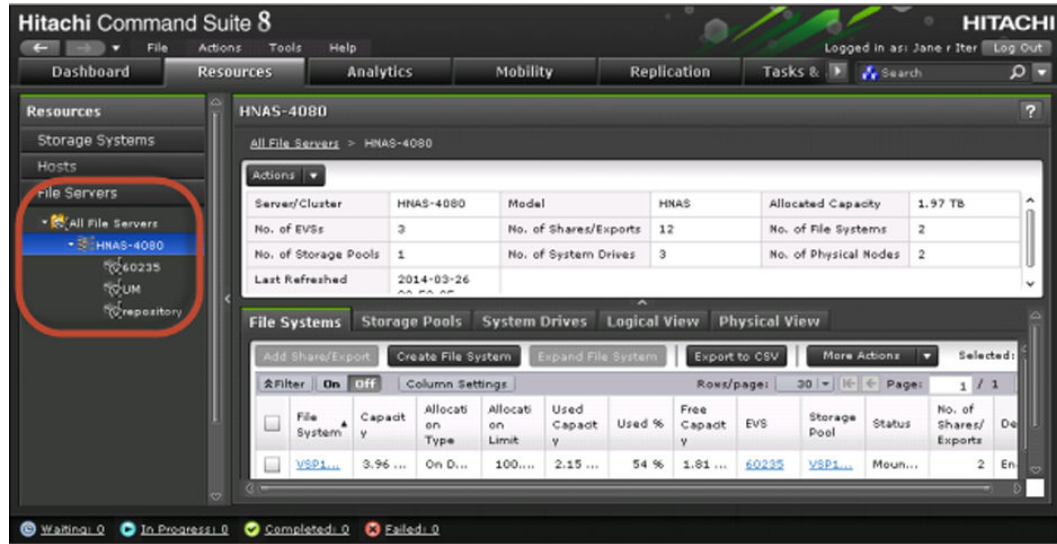 Hitachi Command Suite 8
HITACHI
File Actions Tools Help
Logged in as: Jane r Iter Log Out
Dashboard Resources Analytics Mobility Replication Tasks & Search
Resources
Storage Systems
Hosts
File Servers
All File Servers
HNAS-4080
60235
UM
repository
HNAS-4080 ?
All File Servers > HNAS-4080
Actions
Server/Cluster HNAS-4080 Model HNAS Allocated Capacity 1.97 TB
No. of EVSs 3 No. of Shares/Exports 12 No. of File Systems 2
No. of Storage Pools 1 No. of System Drives 3 No. of Physical Nodes 2
Last Refreshed 2014-03-26
File Systems Storage Pools System Drives Logical View Physical View
Add Share/Export Create File System Expand File System Export to CSV More Actions Selected:
Filter On Off Column Settings Rows/page: 30 Page: 1 / 1
File System Capacity Allocation Type Allocation Limit Used Capacity Used % Free Capacity EVS Storage Pool Status No. of Shares/Exports De
VSP1... 3.96 ... On D... 100.... 2.15 ... 54 % 1.81 ... 60235 VSP1... Moun... 2 En
Waiting: 0 In Progress: 0 Completed: 0 Failed: 0